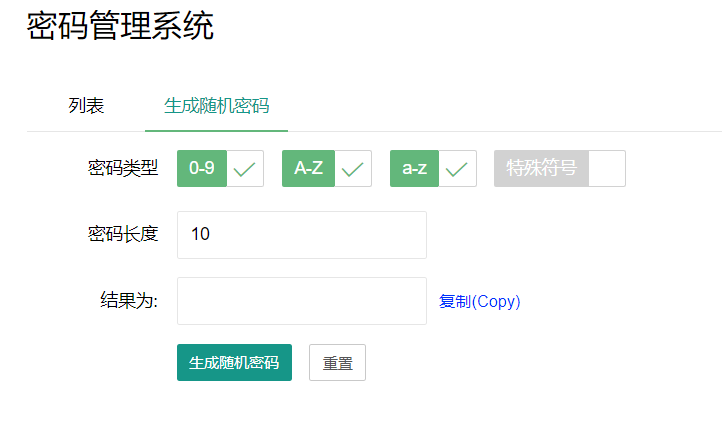 密码管理系统
列表 生成随机密码
密码类型 0-9 A-Z a-z 特殊符号
密码长度 10
结果为: 复制(Copy)
生成随机密码 重置